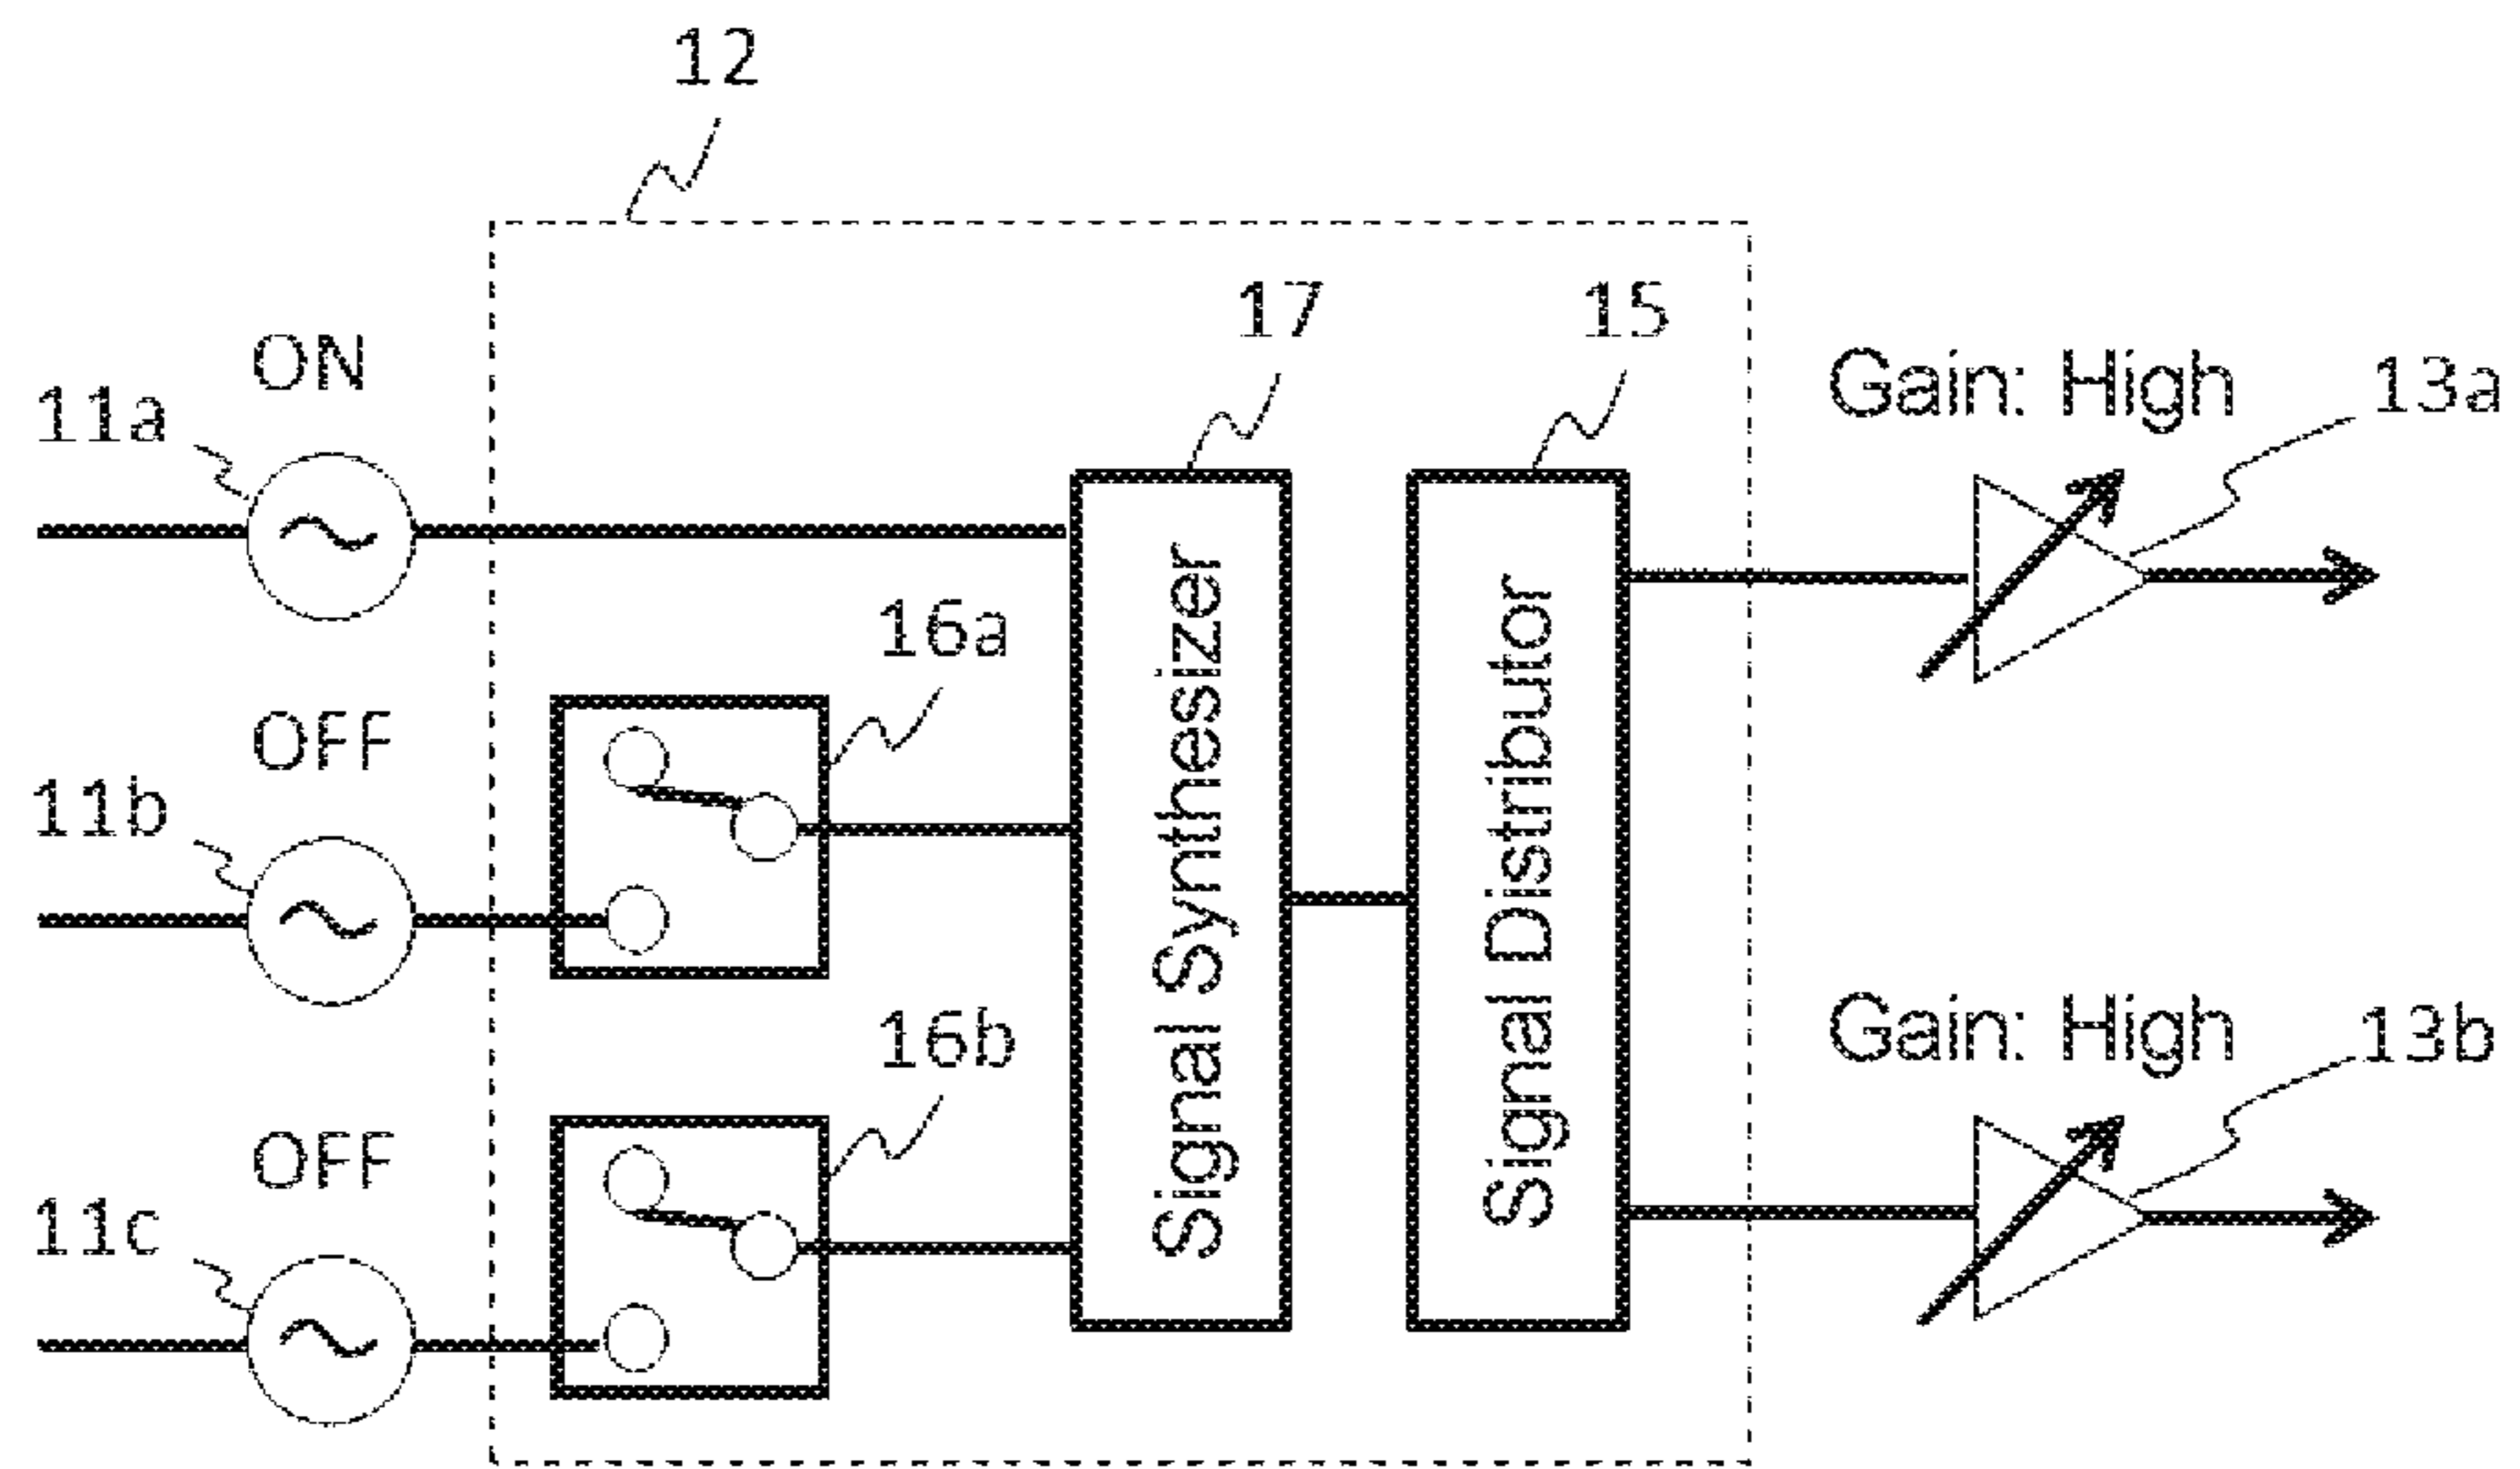 12
17
15
ON
Gain: High
13a
11a
16a
Signal Synthesizer
Signal Distributor
OFF
11b
16b
Gain: High
13b
OFF
11c